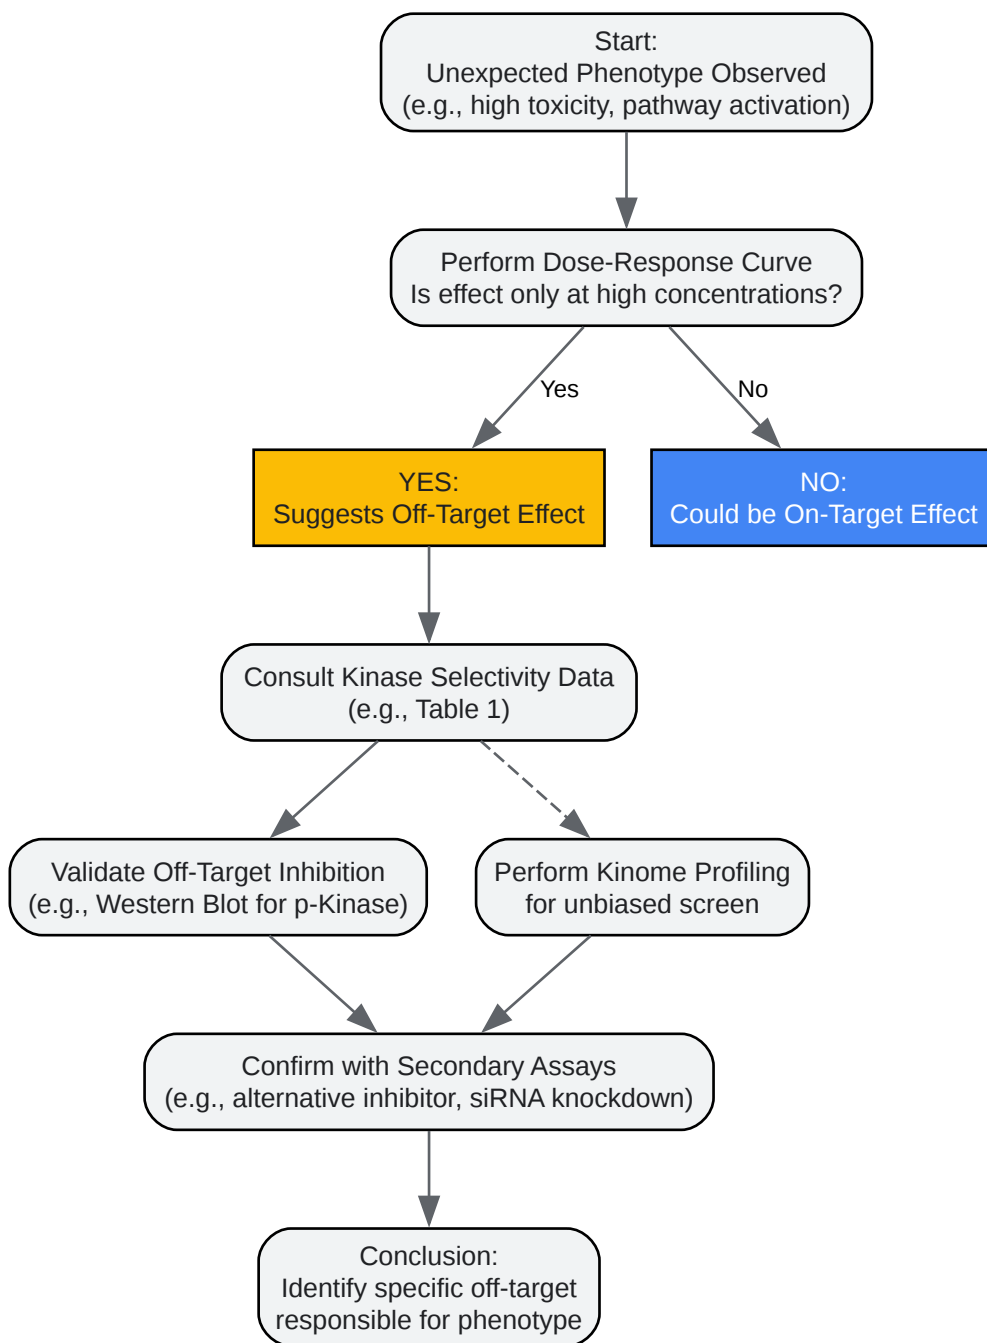 Start:
Unexpected Phenotype Observed
(e.g., high toxicity, pathway activation)
Perform Dose-Response Curve
Is effect only at high concentrations?
Yes
No
YES:
Suggests Off-Target Effect
NO:
Could be On-Target Effect
Consult Kinase Selectivity Data
(e.g., Table 1)
Validate Off-Target Inhibition
(e.g., Western Blot for p-Kinase)
Perform Kinome Profiling
for unbiased screen
Confirm with Secondary Assays
(e.g., alternative inhibitor, siRNA knockdown)
Conclusion:
Identify specific off-target
responsible for phenotype